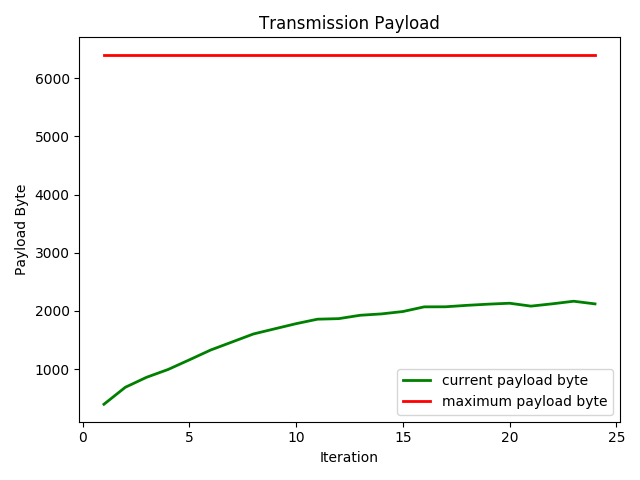 Transmission Payload
6000
5000
4000
3000
2000
1000
Payload Byte
0
5
10
15
20
25
Iteration
current payload byte
maximum payload byte